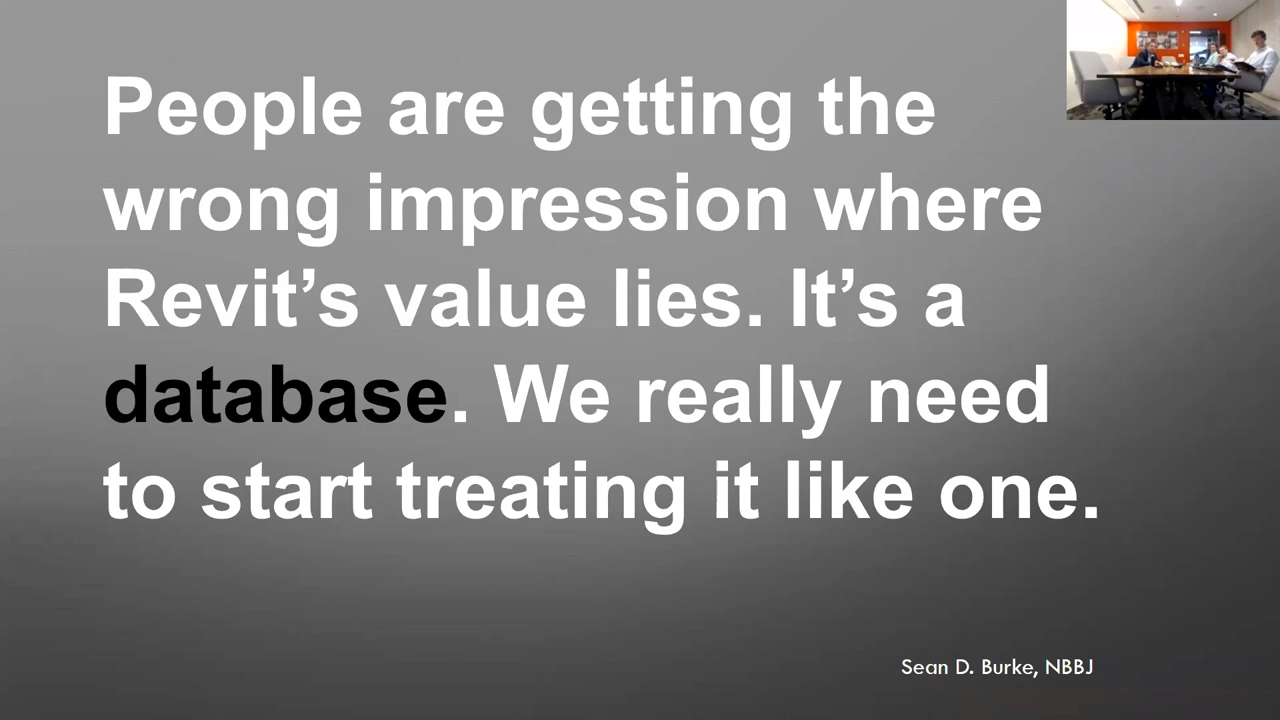 People are getting the
wrong impression where
Revit’s value lies. It’s a
database. We really need
to start treating it like one.
Sean D. Burke, NBBJ